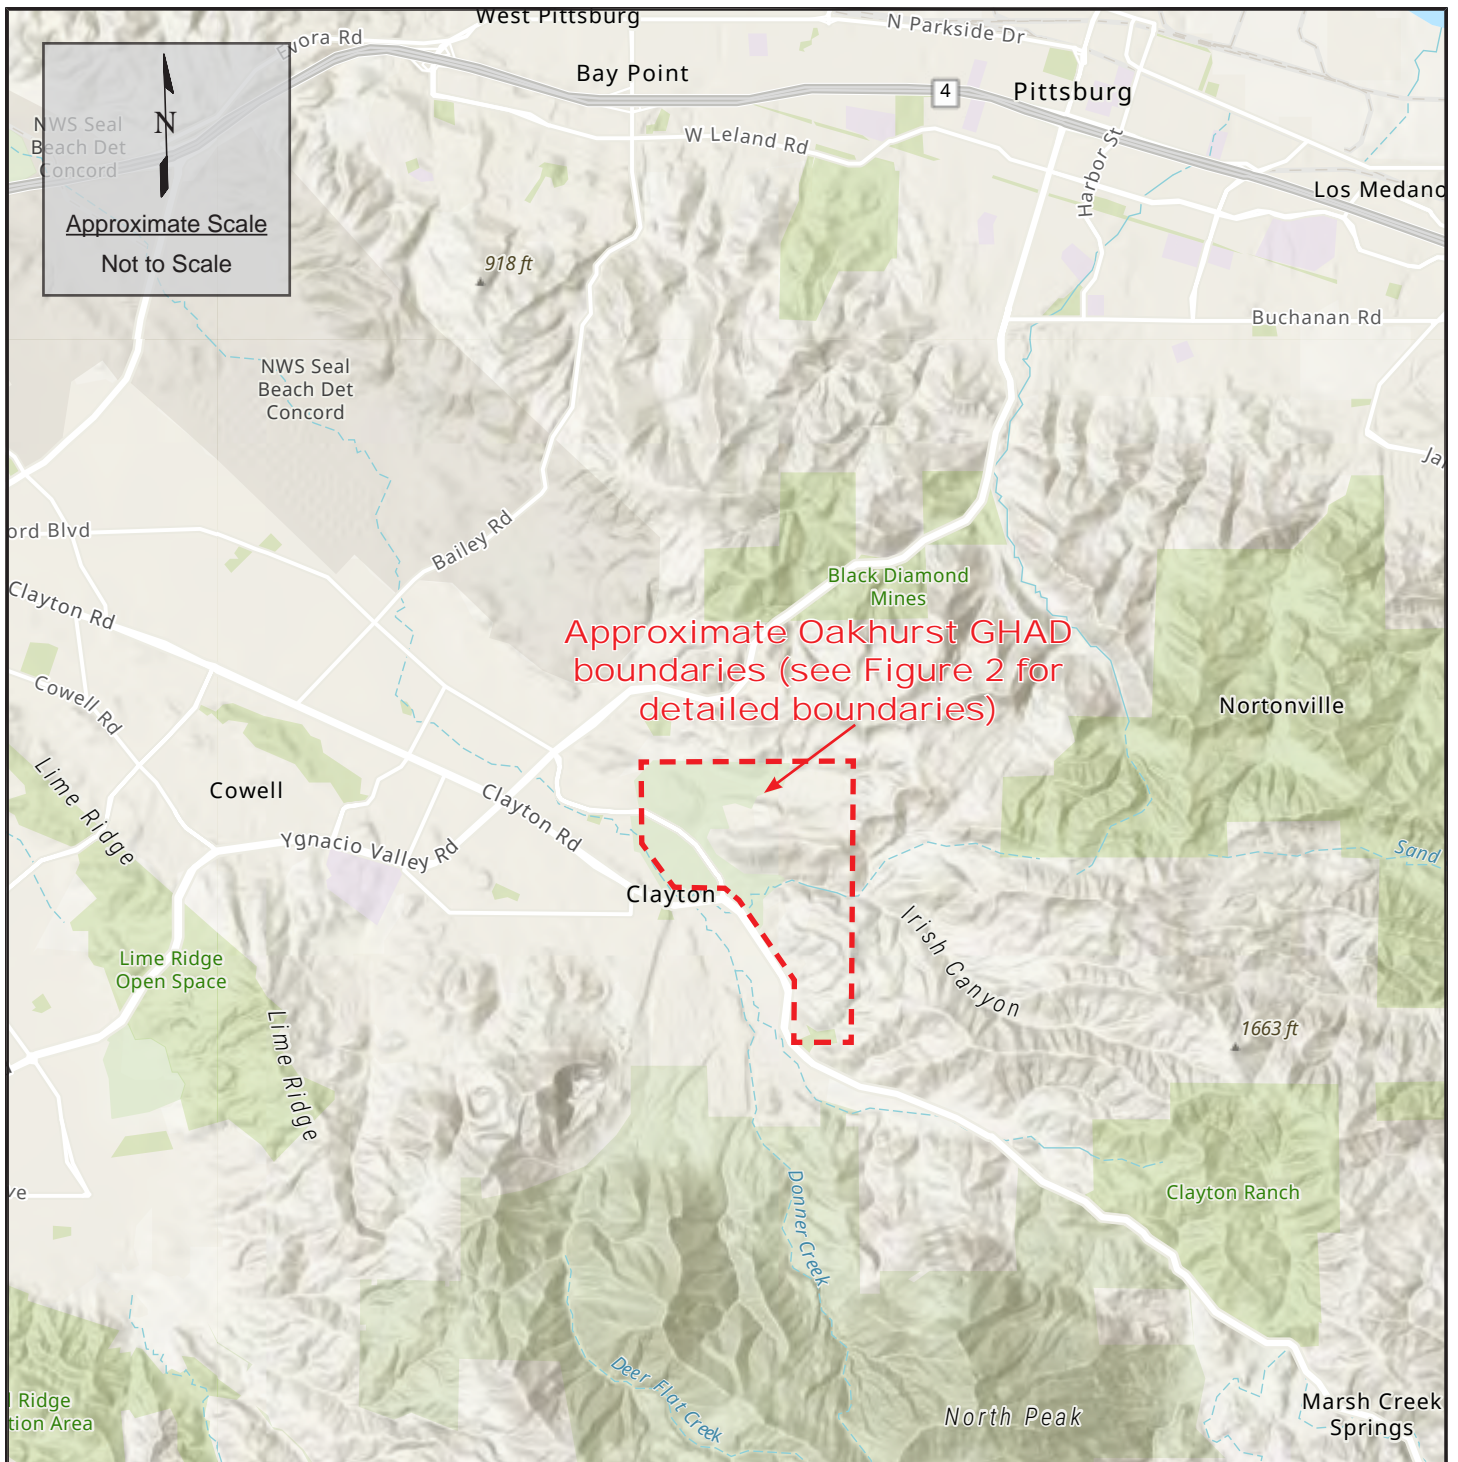 West Pittsburg
Evora Rd
N Parkside Dr
Bay Point
4
Pittsburg
N
NWS Seal
Beach Det
Concord
W Leland Rd
Harbor St
Los Medano
Approximate Scale
Not to Scale
918 ft
Buchanan Rd
NWS Seal
Beach Det
Concord
Ja
ord Blvd
Bailey Rd
Clayton Rd
Black Diamond
Mines
Approximate Oakhurst GHAD
boundaries (see Figure 2 for
detailed boundaries)
Cowell Rd
Nortonville
Lime Ridge
Cowell
Clayton Rd
Ygnacio Valley Rd
Sand
Clayton
Irish Canyon
Lime Ridge
Open Space
Lime Ridge
1663 ft
ve
Donner Creek
Clayton Ranch
Deer Flat Creek
Ridge
tion Area
North Peak
Marsh Creek
Springs